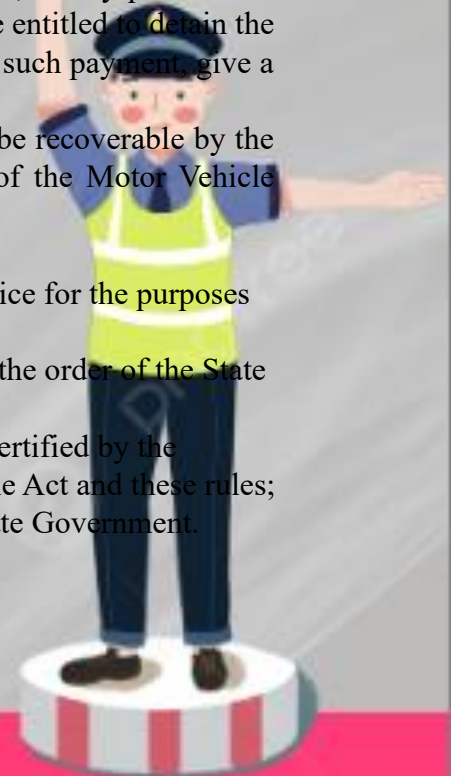 e entitled to detain the
such payment, give a
be recoverable by the
of the Motor Vehicle
ice for the purposes
the order of the State
ertified by the
e Act and these rules;
te Government.